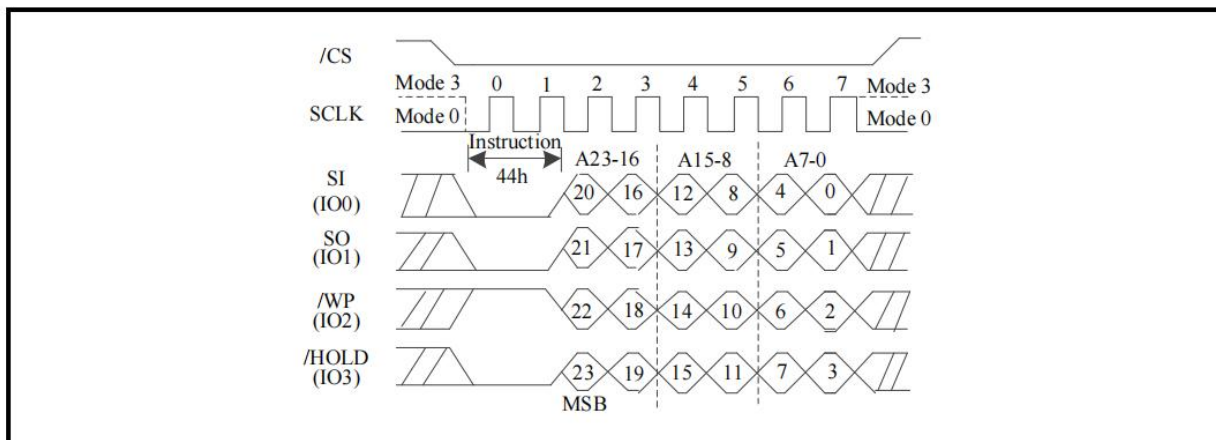 /CS
Mode 3 0 1 2 3 4 5 6 7 Mode 3
SCLK Mode 0 Mode 0
Instruction A23-16 A15-8 A7-0
44h
SI
(IO0) 20 16 12 8 4 0
SO
(IO1) 21 17 13 9 5 1
/WP
(IO2) 22 18 14 10 6 2
/HOLD
(IO3) 23 19 15 11 7 3
MSB